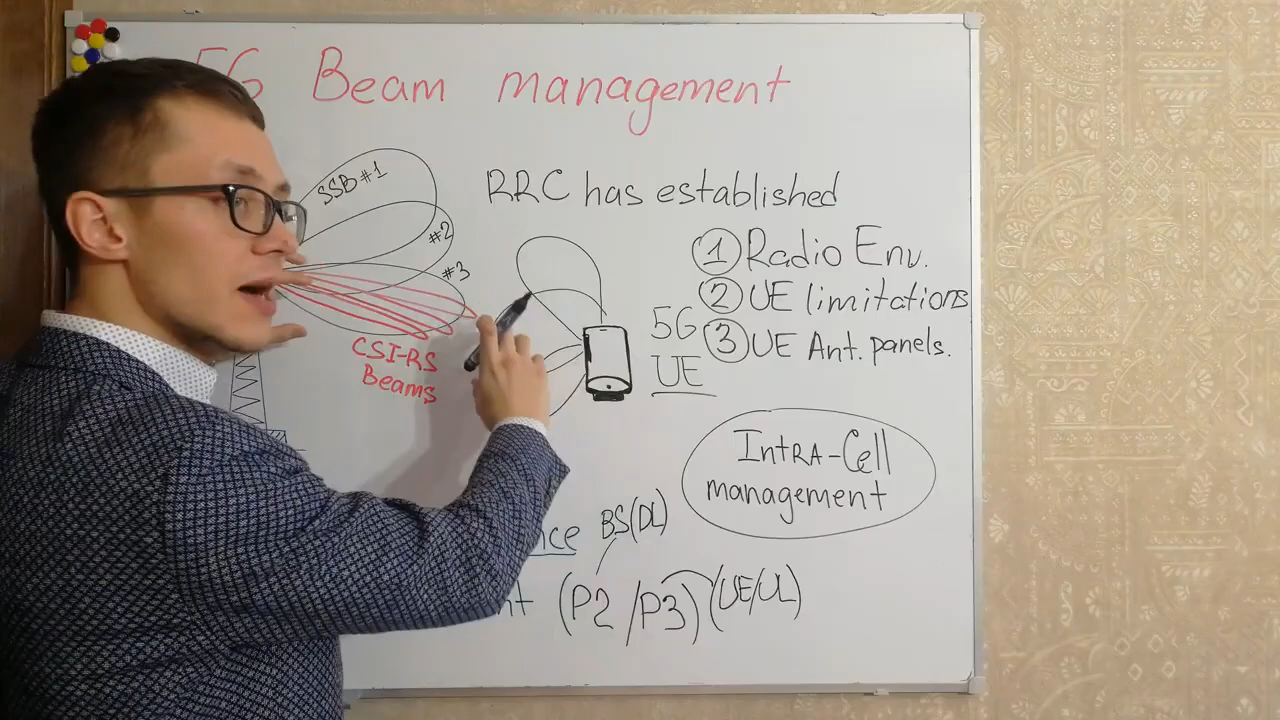 5G Beam management
SSB#1
#2
#3
CSI-RS
Beams
RRC has established
① Radio Env.
② UE limitations
③ UE Ant. panels.
5G
UE
IntRA-Cell
management
BS(DL)
(P2/P3) (UE/UL)